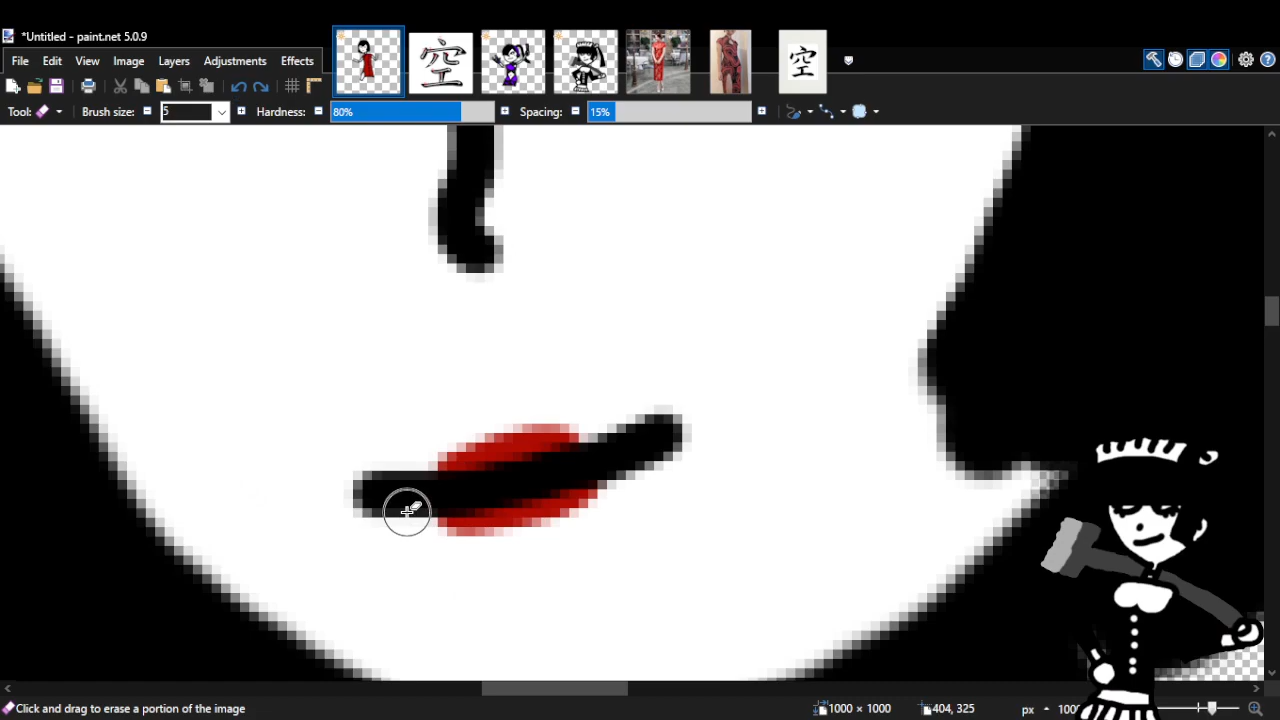 *Untitled - paint.net 5.0.9
File Edit View Image Layers Adjustments Effects
空
空
Tool: Brush size: 5 Hardness: 80% Spacing: 15%
Click and drag to erase a portion of the image 1000 × 1000 404, 325 px